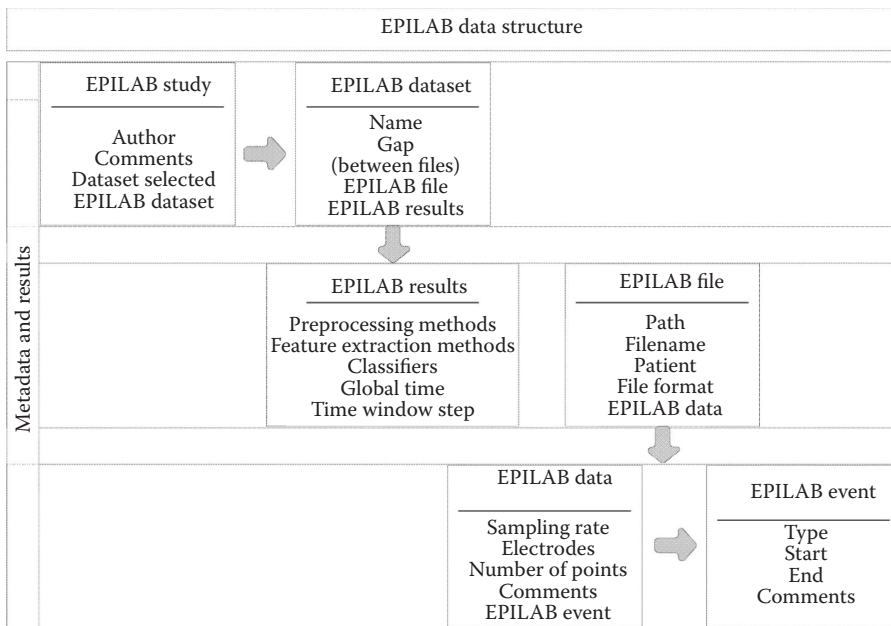 EPILAB data structure
Metadata and results
EPILAB study
Author
Comments
Dataset selected
EPILAB dataset
EPILAB dataset
Name
Gap
(between files)
EPILAB file
EPILAB results
EPILAB results
Preprocessing methods
Feature extraction methods
Classifiers
Global time
Time window step
EPILAB file
Path
Filename
Patient
File format
EPILAB data
EPILAB data
Sampling rate
Electrodes
Number of points
Comments
EPILAB event
EPILAB event
Type
Start
End
Comments